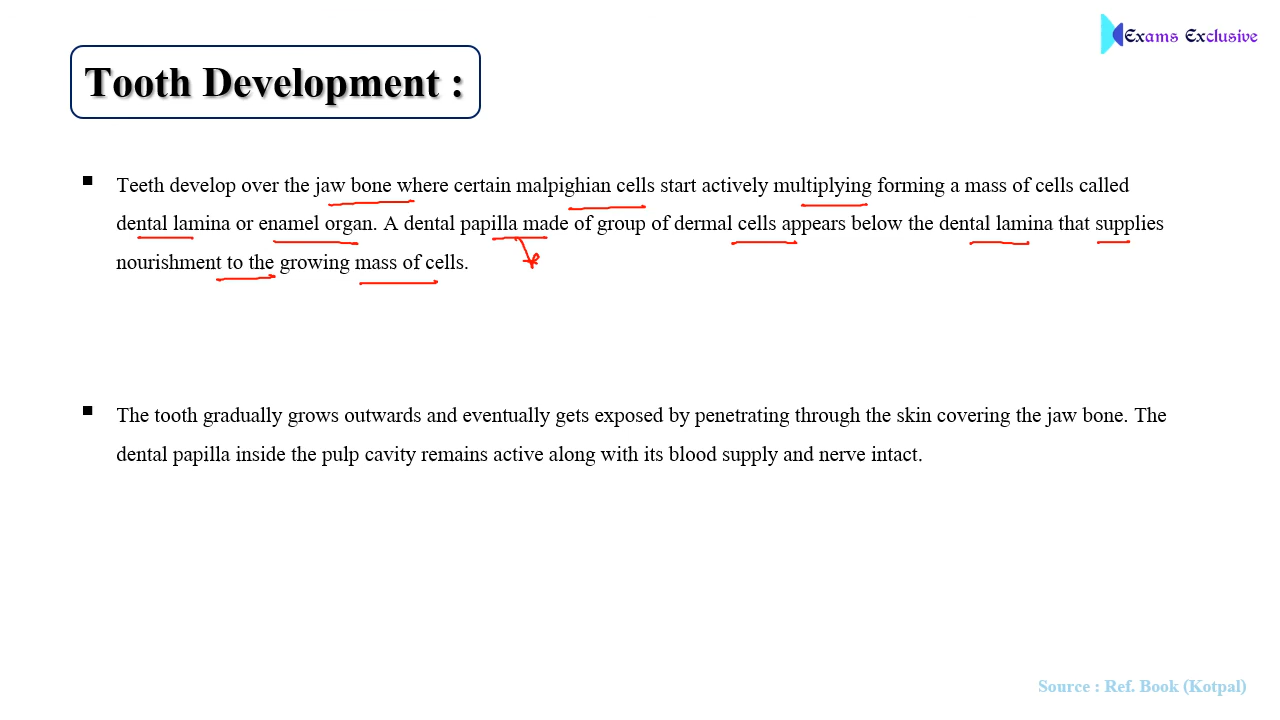 Exams Exclusive
Tooth Development :
Teeth develop over the jaw bone where certain malpighian cells start actively multiplying forming a mass of cells called
dental lamina or enamel organ. A dental papilla made of group of dermal cells appears below the dental lamina that supplies
nourishment to the growing mass of cells.
The tooth gradually grows outwards and eventually gets exposed by penetrating through the skin covering the jaw bone. The
dental papilla inside the pulp cavity remains active along with its blood supply and nerve intact.
Source : Ref. Book (Kotpal)